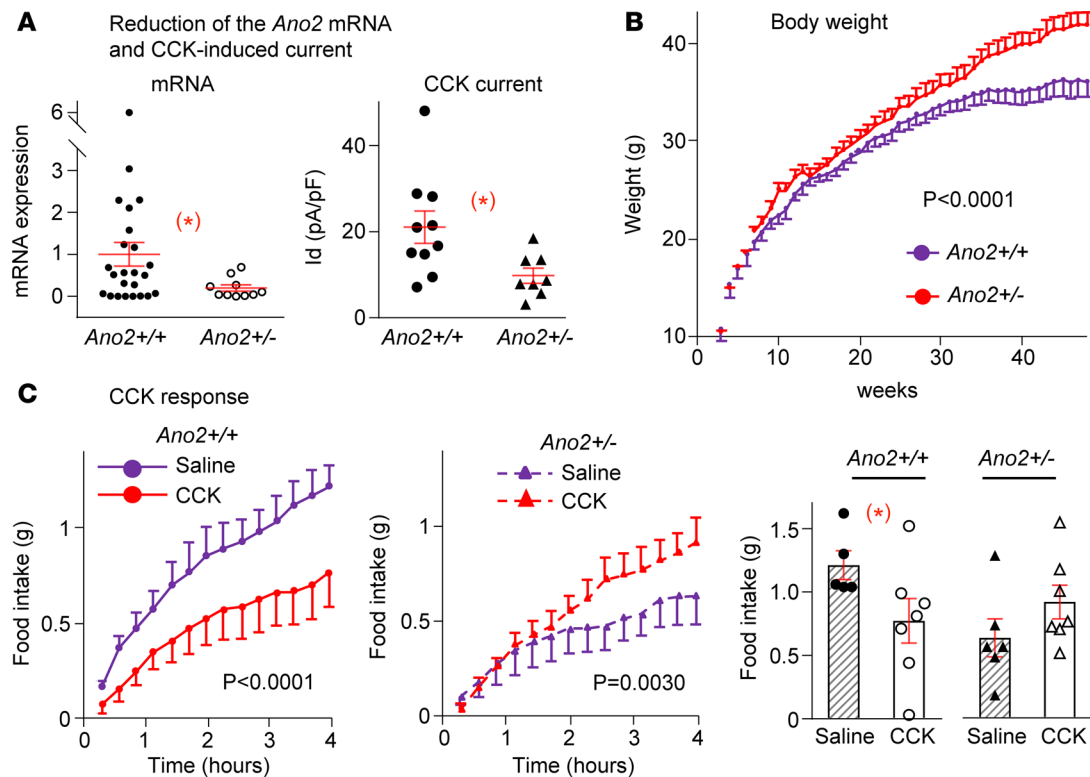 A
Reduction of the Ano2 mRNA
and CCK-induced current
mRNA
mRNA expression
6
3
2
1
0
(*)
Ano2+/+
Ano2+/-
CCK current
Id (pA/pF)
40
20
0
(*)
Ano2+/+
Ano2+/-
B
Body weight
Weight (g)
40
30
20
10
P<0.0001
Ano2+/+
Ano2+/-
0 10 20 30 40
weeks
C
CCK response
Ano2+/+
Saline
CCK
Food intake (g)
1
0.5
0
P<0.0001
0 1 2 3 4
Time (hours)
Ano2+/-
Saline
CCK
Food intake (g)
1
0.5
0
P=0.0030
0 1 2 3 4
Time (hours)
Ano2+/+ Ano2+/-
Food intake (g)
1.5
1.0
0.5
0
(*)
Saline CCK Saline CCK